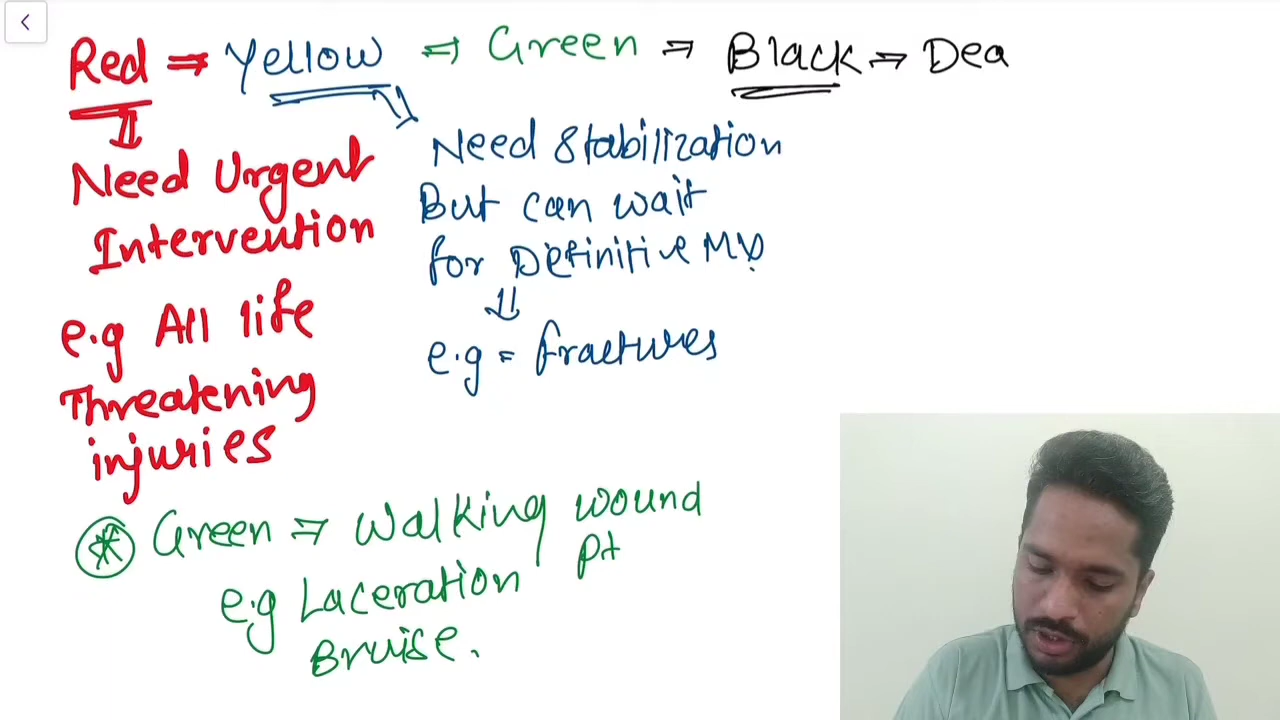 Red ⇒ Yellow ⇒ Green ⇒ Black ⇒ Dea
Need Urgent
Intervention
e.g All life
Threatening
injuries
Need Stabilization
But can wait
for Definitive
e.g = fractures
Green ⇒ Walking wound
Pt
e.g Laceration
Bruise.